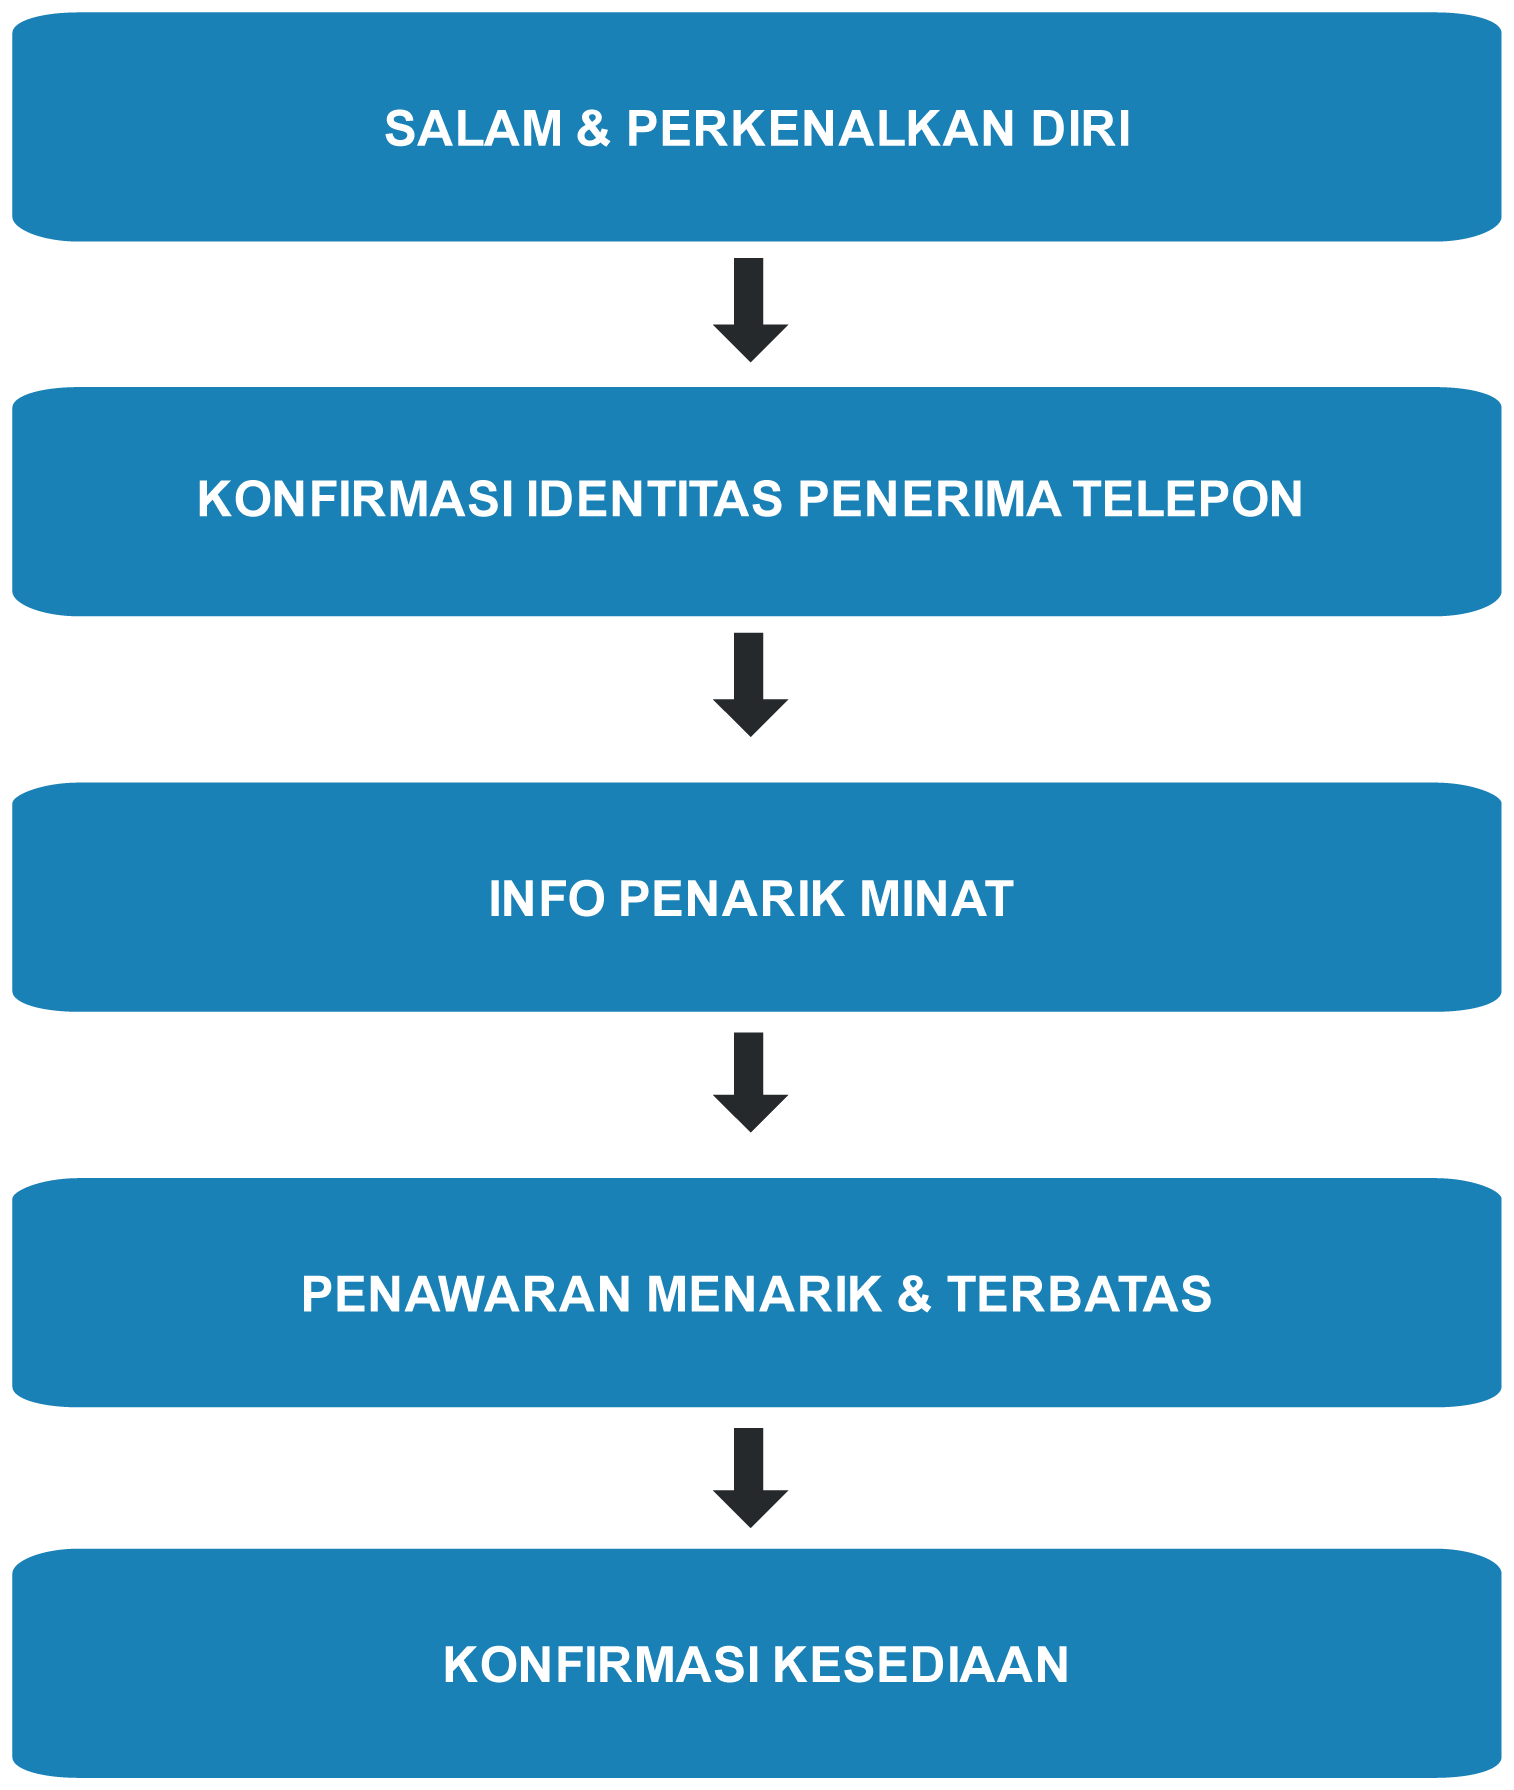 SALAM & PERKENALKAN DIRI
KONFIRMASI IDENTITAS PENERIMA TELEPON
INFO PENARIK MINAT
PENAWARAN MENARIK & TERBATAS
KONFIRMASI KESEDIAAN